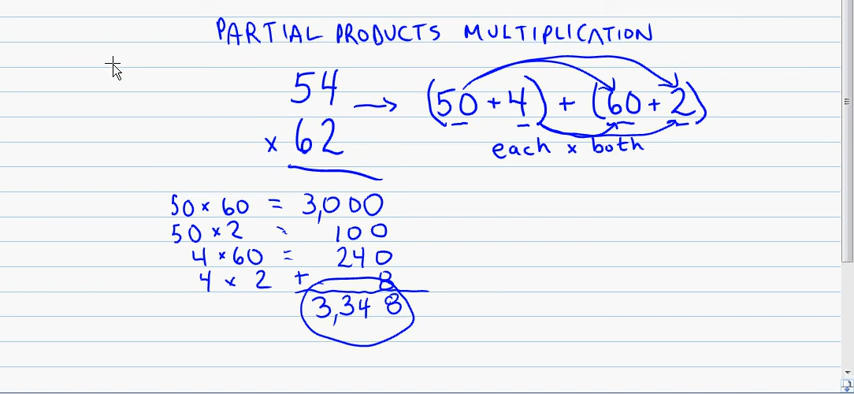 PARTIAL PRODUCTS MULTIPLICATION
54 → (50 + 4) + (60 + 2)
x 62
each x both
50 x 60 = 3,000
50 x 2 = 100
4 x 60 = 240
4 x 2 + 8
3,348